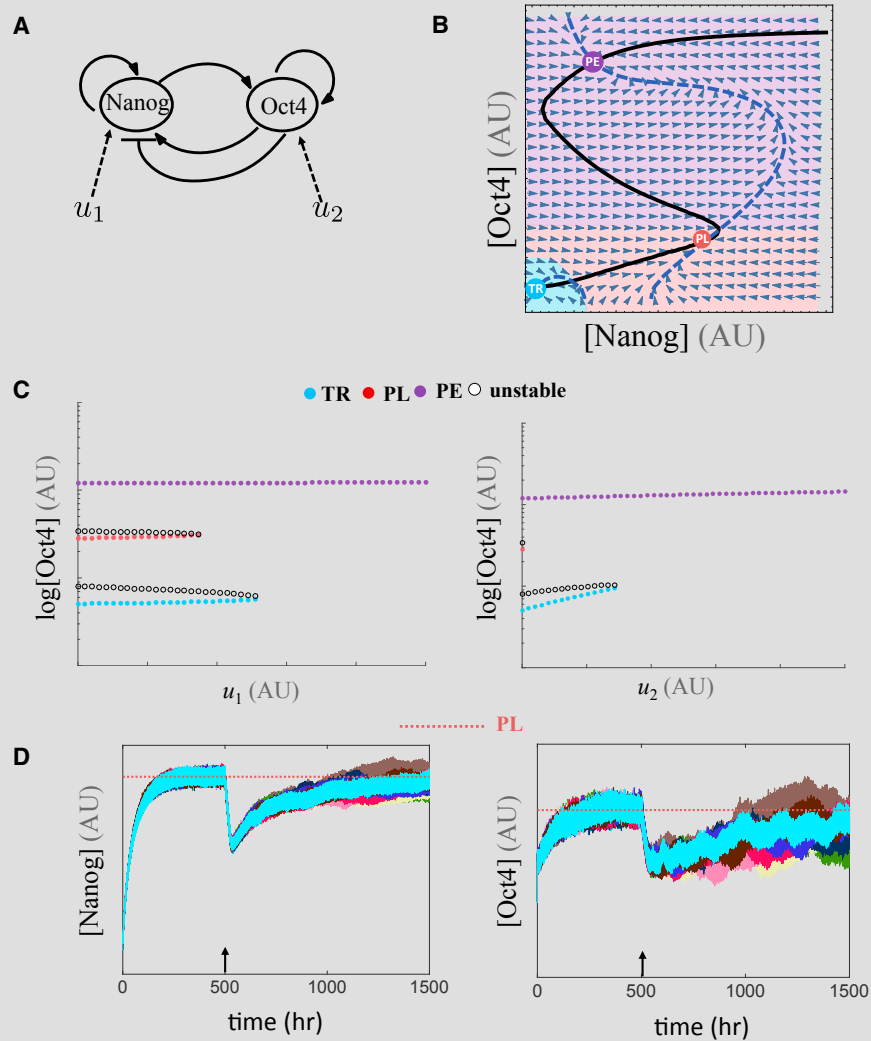 A
Nanog
Oct4
u1
u2
B
[Oct4] (AU)
PE
PL
TR
[Nanog] (AU)
C
TR PL PE unstable
log[Oct4] (AU)
u1 (AU)
log[Oct4] (AU)
u2 (AU)
PL
D
[Nanog] (AU)
0 500 1000 1500
time (hr)
[Oct4] (AU)
0 500 1000 1500
time (hr)